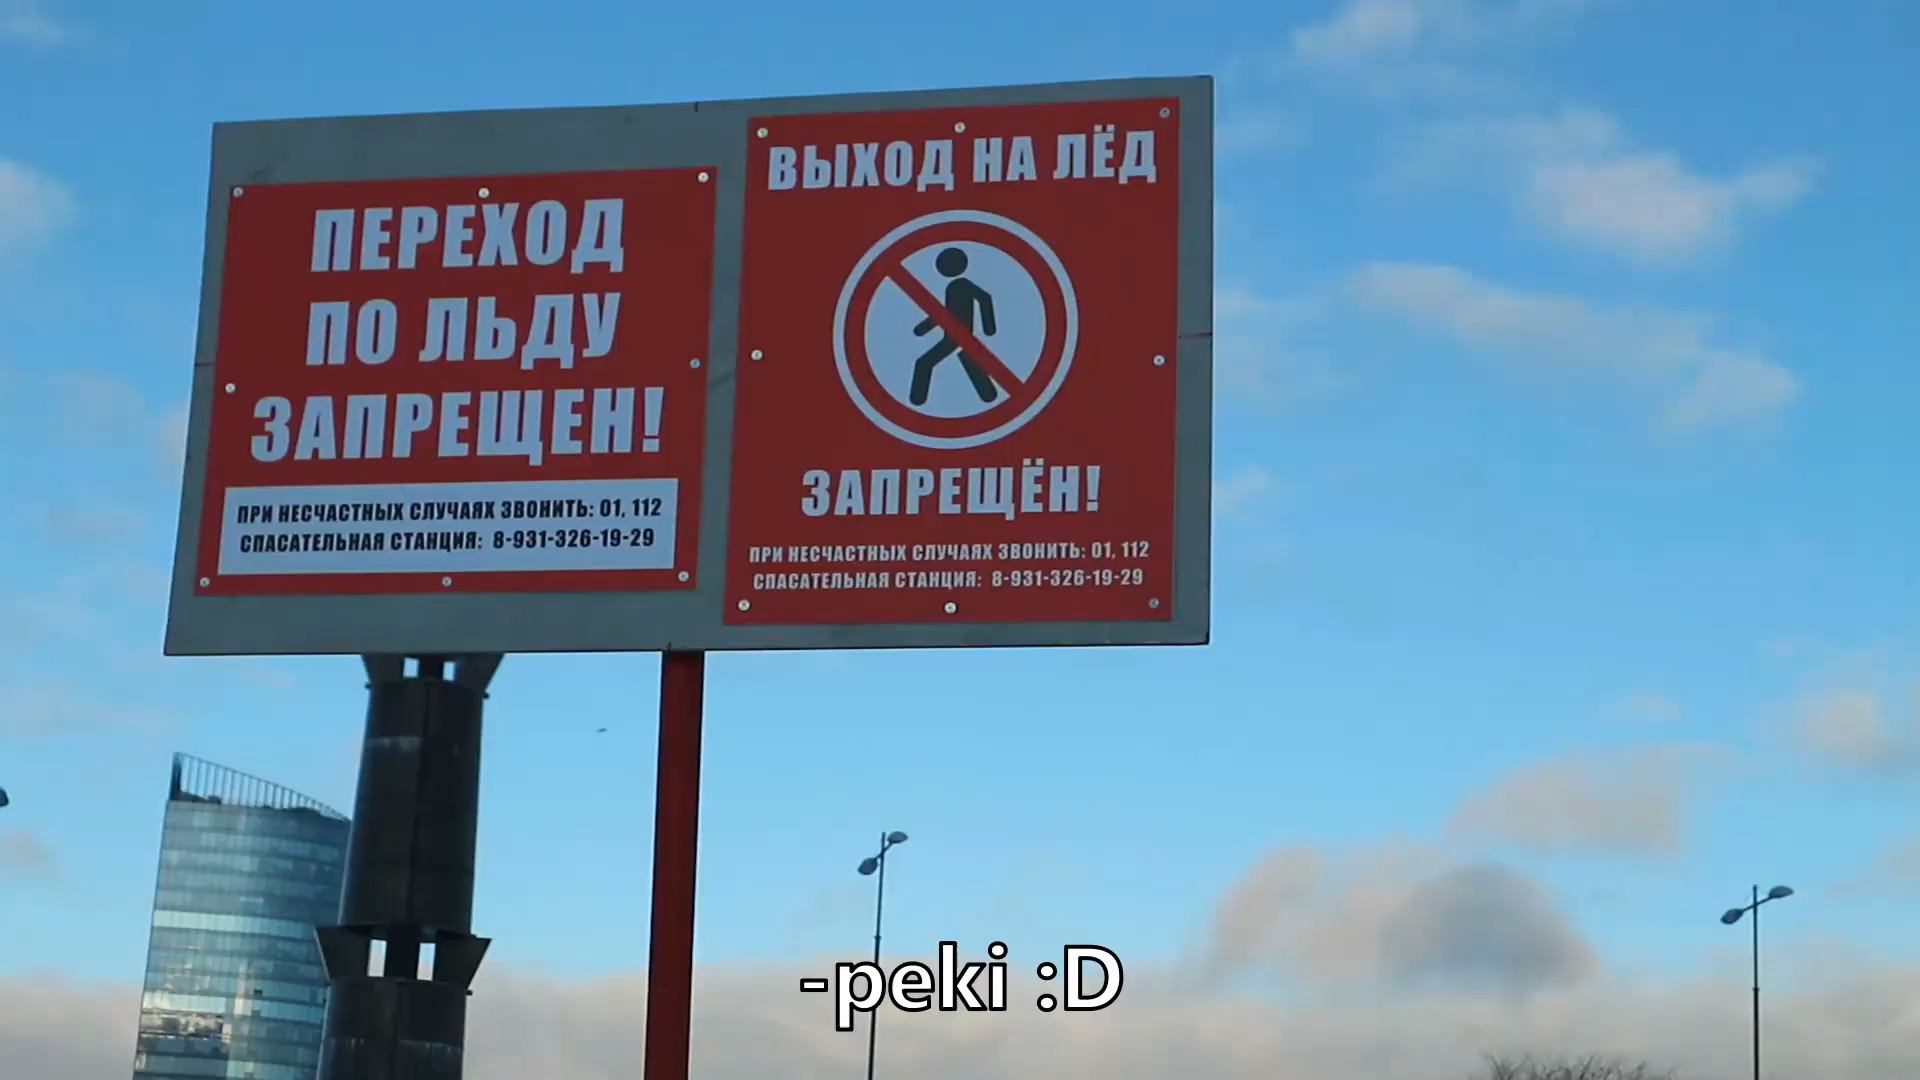 ПЕРЕХОД
ПО ЛЬДУ
ЗАПРЕЩЕН!
ПРИ НЕСЧАСТНЫХ СЛУЧАЯХ ЗВОНИТЬ: 01, 112
СПАСАТЕЛЬНАЯ СТАНЦИЯ: 8-931-326-19-29
ВЫХОД НА ЛЁД
ЗАПРЕЩЁН!
ПРИ НЕСЧАСТНЫХ СЛУЧАЯХ ЗВОНИТЬ: 01, 112
СПАСАТЕЛЬНАЯ СТАНЦИЯ: 8-931-326-19-29
-peki :D